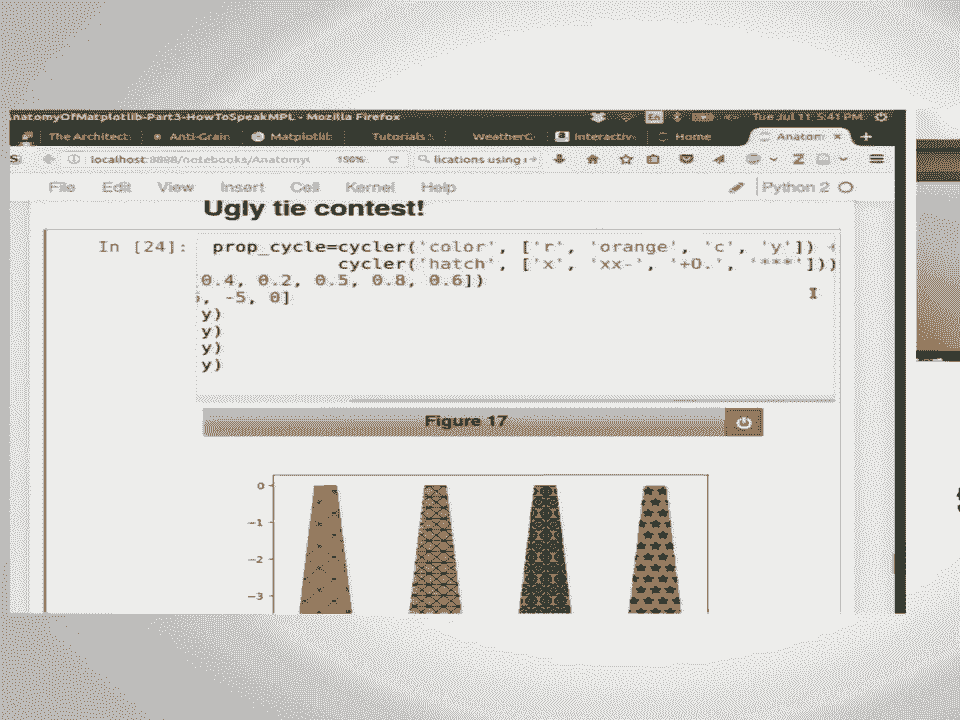 natomyOfMatplotlib-Part3-HowToSpeakMPL - Mozilla Firefox
En Tue Jul 11 5:41 PM
The Architect: Anti-Grain Matplotlib Tutorials WeatherG Interactiv Home Anaton
localhost:8888/notebooks/Anatomy 150% lications using
File Edit View Insert Cell Kernel Help Python 2
Ugly tie contest!
In [24]: prop_cycle=cycler('color', ['r', 'orange', 'c', 'y']) +
cycler('hatch', ['x', 'xx-', '+O.', '***']))
0.4, 0.2, 0.5, 0.8, 0.6])
, -5, 0]
y)
y)
y)
y)
Figure 17
0
−1
−2
−3